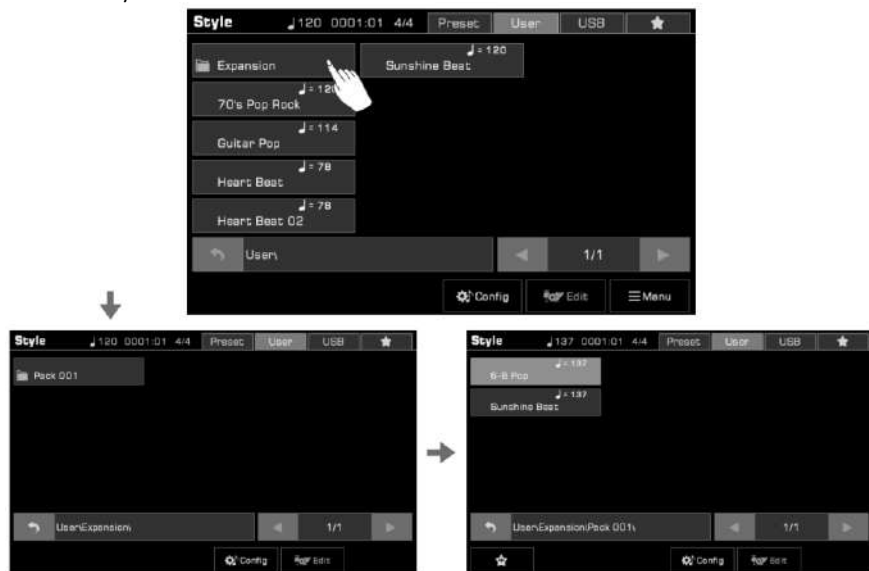 Style ♩120 0001:01 4/4 Preset User USB ★
Expansion
♩= 120
Sunshine Beat
♩= 120
70's Pop Rock
♩= 114
Guitar Pop
♩= 78
Heart Beat
♩= 78
Heart Beat 02
User\ 1/1
Config Edit Menu
Style ♩120 0001:01 4/4 Preset User USB ★
Pack 001
User\Expansion\ 1/1
Config Edit
Style ♩137 0001:01 4/4 Preset User USB ★
♩= 137
6-8 Pop
♩= 137
Sunshine Beat
User\Expansion\Pack 001\ 1/1
Config Edit